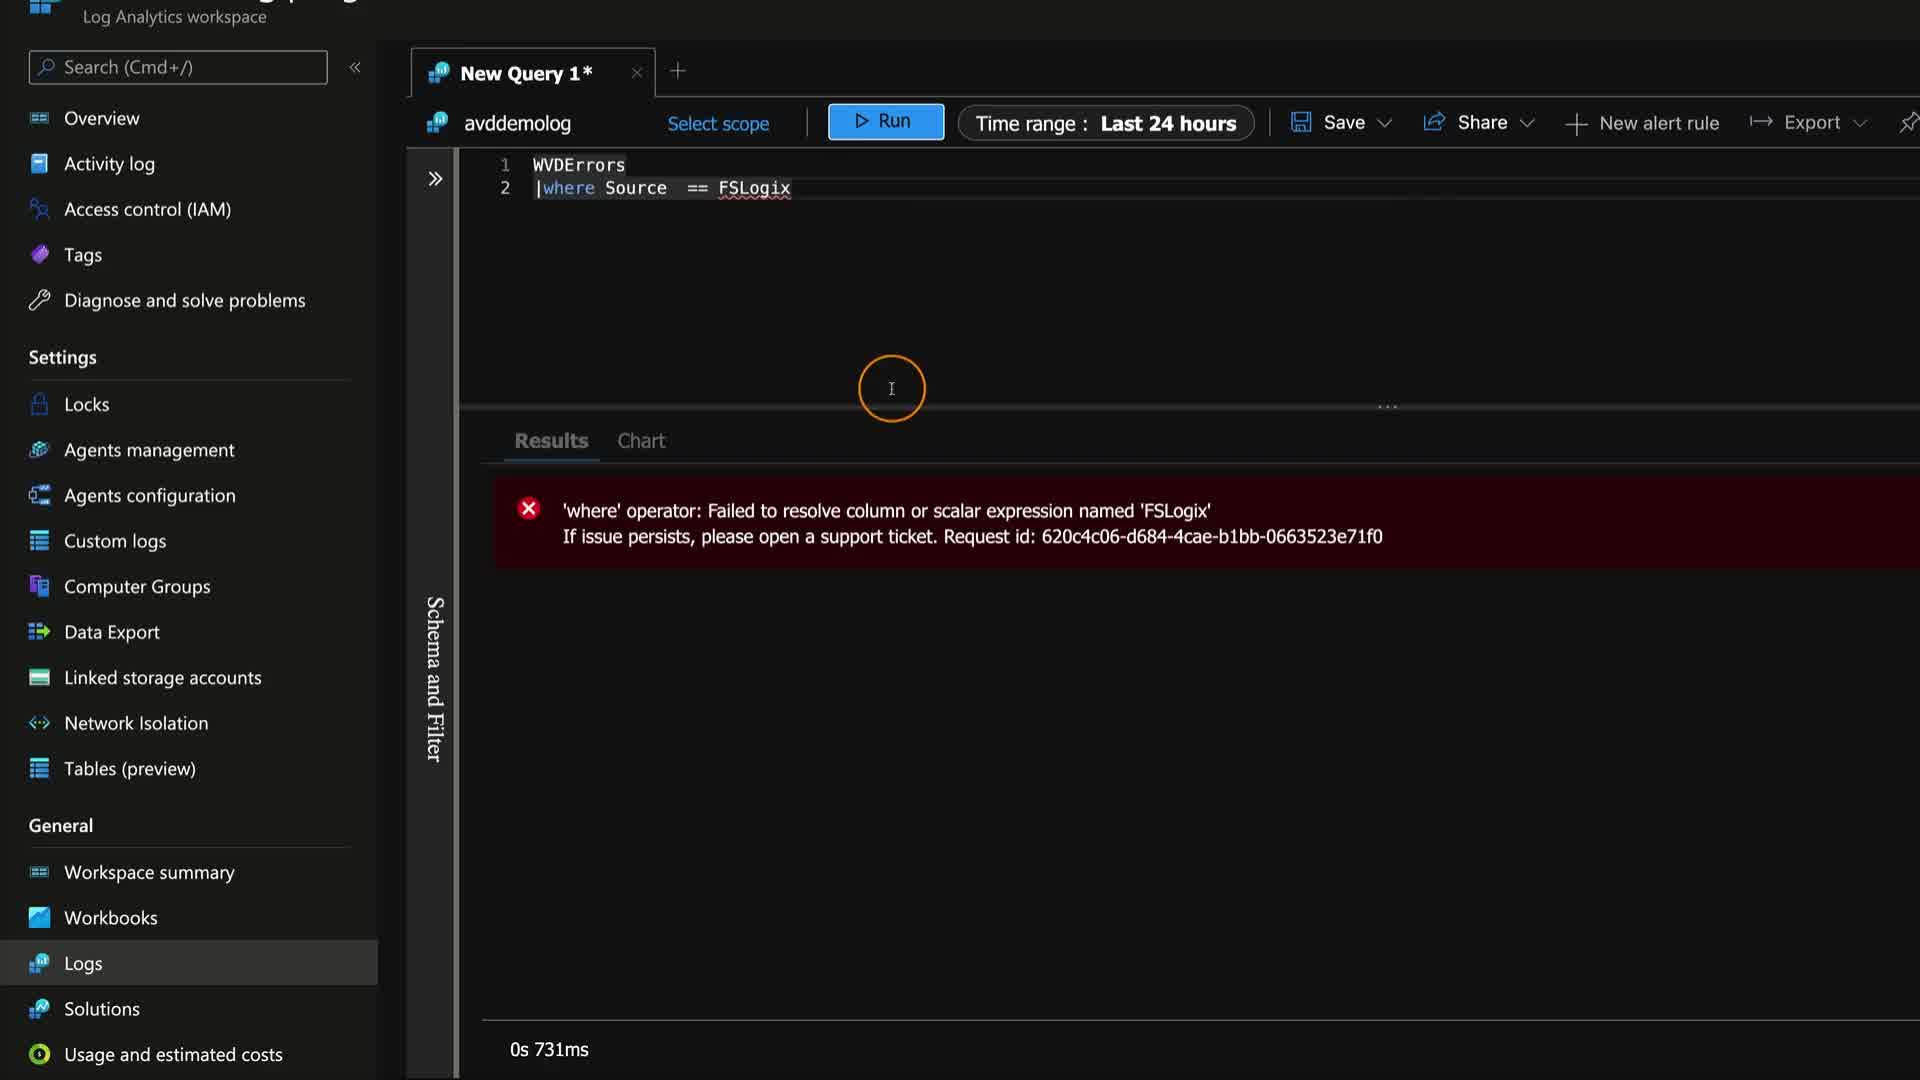 Log Analytics workspace
Search (Cmd+/)
«
Overview
Activity log
Access control (IAM)
Tags
Diagnose and solve problems
Settings
Locks
Agents management
Agents configuration
Custom logs
Computer Groups
Data Export
Linked storage accounts
Network Isolation
Tables (preview)
General
Workspace summary
Workbooks
Logs
Solutions
Usage and estimated costs
New Query 1*
avddemolog
Select scope
Run
Time range : Last 24 hours
Save
Share
New alert rule
Export
1 WVDErrors
2 |where Source  == FSLogix
Schema and Filter
Results
Chart
'where' operator: Failed to resolve column or scalar expression named 'FSLogix'
If issue persists, please open a support ticket. Request id: 620c4c06-d684-4cae-b1bb-0663523e71f0
0s 731ms